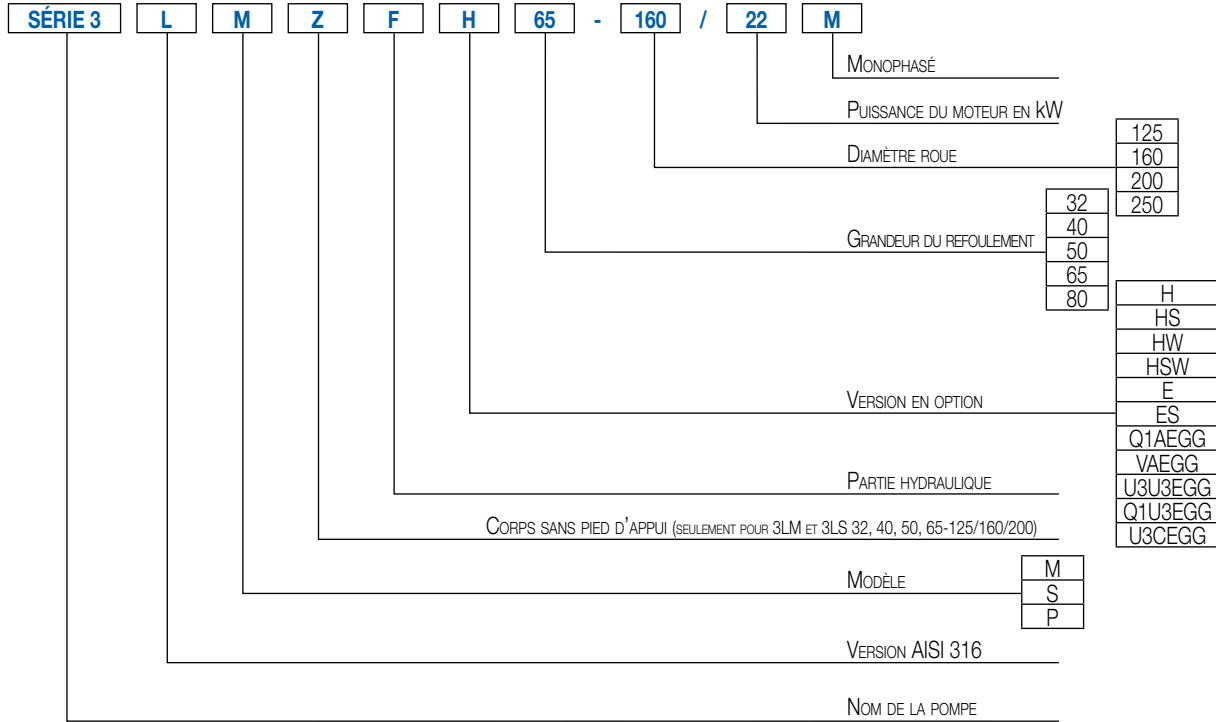 SÉRIE 3 L M Z F H 65 - 160 / 22 M
Monophasé
Puissance du moteur en kW
Diamètre roue
125
160
200
250
Grandeur du refoulement
32
40
50
65
80
Version en option
H
HS
HW
HSW
E
ES
Q1AEGG
VAEGG
U3U3EGG
Q1U3EGG
U3CEGG
Partie hydraulique
Corps sans pied d'appui (seulement pour 3LM et 3LS 32, 40, 50, 65-125/160/200)
Modèle
M
S
P
Version AISI 316
Nom de la pompe